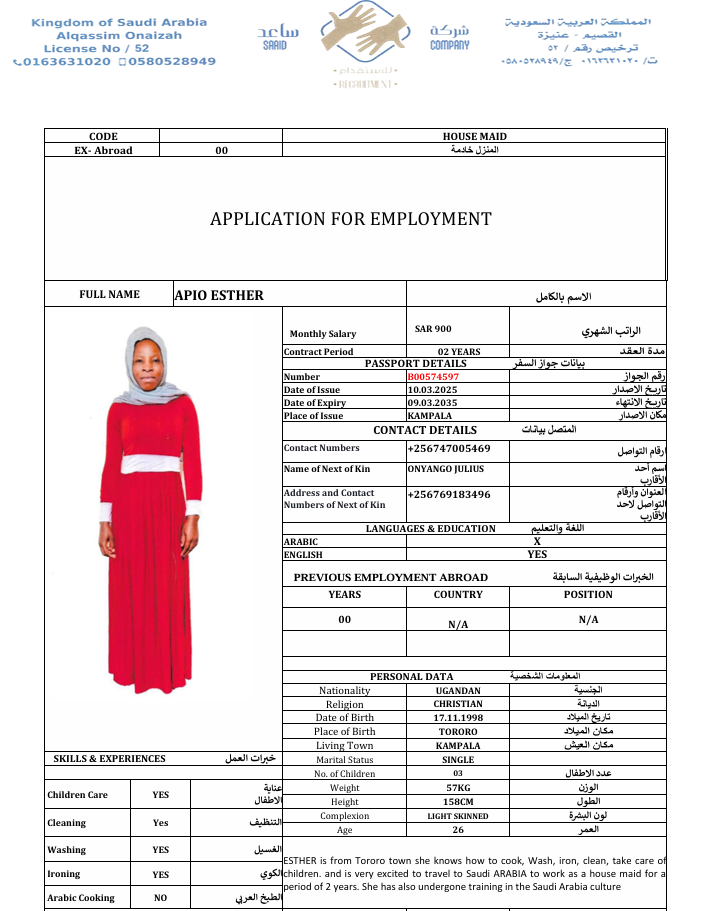 Kingdom of Saudi Arabia
Alqassim Onaizah
License No / 52
0163631020 0580528949
ساعد
SAAID
للاستقدام
RECRUITMENT
شركة
COMPANY
المملكة العربية السعودية
القصيم - عنيزة
ترخيص رقم / ٥٢
ت/ ٠١٦٣٦٣١٠٢٠ ج/ ٠٥٨٠٥٢٨٩٤٩
CODE HOUSE MAID
EX- Abroad 00 المنزل خادمة
APPLICATION FOR EMPLOYMENT
FULL NAME APIO ESTHER الاسم بالكامل
Monthly Salary SAR 900 الراتب الشهري
Contract Period 02 YEARS مدة العقد
PASSPORT DETAILS بيانات جواز السفر
Number B00574597 رقم الجواز
Date of Issue 10.03.2025 تاريخ الاصدار
Date of Expiry 09.03.2035 تاريخ الانتهاء
Place of Issue KAMPALA مكان الاصدار
CONTACT DETAILS المتصل بيانات
Contact Numbers +256747005469 ارقام التواصل
Name of Next of Kin ONYANGO JULIUS اسم أحد
الأقارب
Address and Contact +256769183496 العنوان وأرقام
Numbers of Next of Kin التواصل لاحد
الأقارب
LANGUAGES & EDUCATION اللغة والتعليم
ARABIC X
ENGLISH YES
PREVIOUS EMPLOYMENT ABROAD الخبرات الوظيفية السابقة
YEARS COUNTRY POSITION
00 N/A N/A
PERSONAL DATA المعلومات الشخصية
Nationality UGANDAN الجنسية
Religion CHRISTIAN الديانة
Date of Birth 17.11.1998 تاريخ الميلاد
Place of Birth TORORO مكان الميلاد
Living Town KAMPALA مكان العيش
Marital Status SINGLE
No. of Children 03 عدد الاطفال
Weight 57KG الوزن
Height 158CM الطول
Complexion LIGHT SKINNED لون البشرة
Age 26 العمر
SKILLS & EXPERIENCES خبرات العمل
Children Care YES عناية
الاطفال
Cleaning Yes التنظيف
Washing YES الغسيل
Ironing YES الكوي
Arabic Cooking NO الطبخ العربي
ESTHER is from Tororo town she knows how to cook, Wash, iron, clean, take care of
children. and is very excited to travel to Saudi ARABIA to work as a house maid for a
period of 2 years. She has also undergone training in the Saudi Arabia culture